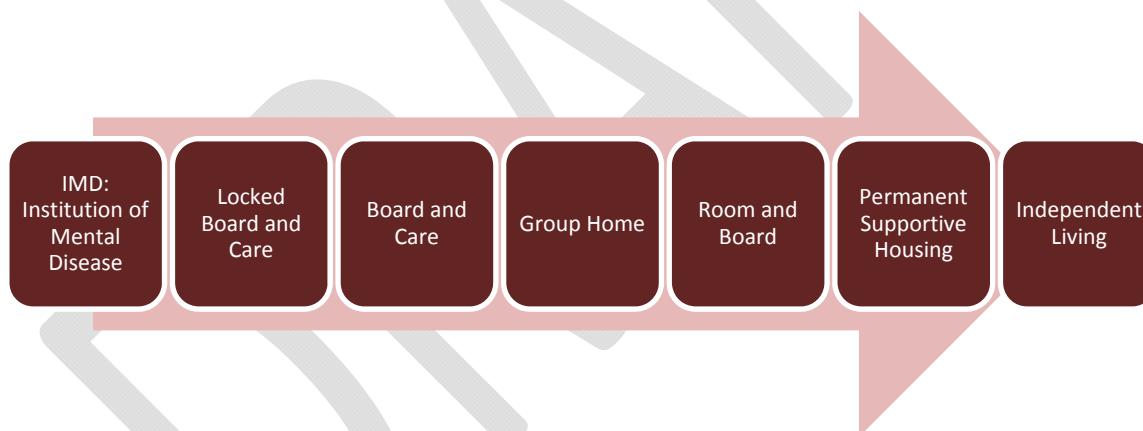 IMD:
Institution of
Mental
Disease
Locked
Board and
Care
Board and
Care
Group Home
Room and
Board
Permanent
Supportive
Housing
Independent
Living